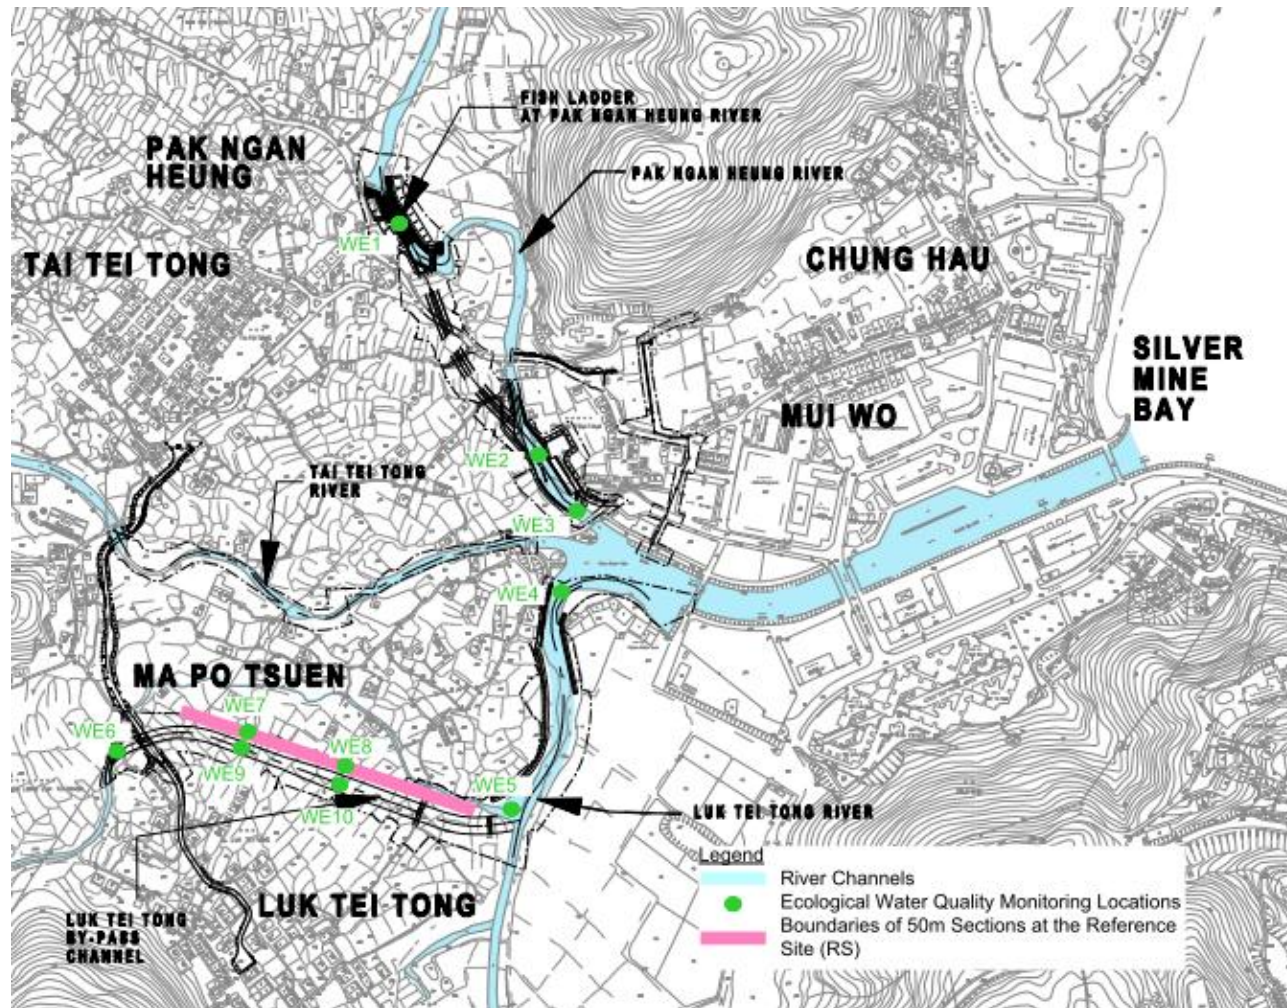 FISH LADDER
AT PAK NGAN HEUNG RIVER
PAK NGAN
HEUNG
PAK NGAN HEUNG RIVER
WE1
TAI TEI TONG
CHUNG HAU
SILVER
MINE
BAY
MUI WO
WE2
TAI TEI TONG
RIVER
WE3
WE4
MA PO TSUEN
WE7
WE6
WE8
WE9
WE5
WE10
LUK TEI TONG RIVER
Legend
River Channels
Ecological Water Quality Monitoring Locations
Boundaries of 50m Sections at the Reference
Site (RS)
LUK TEI TONG
LUK TEI TONG
BY-PASS
CHANNEL